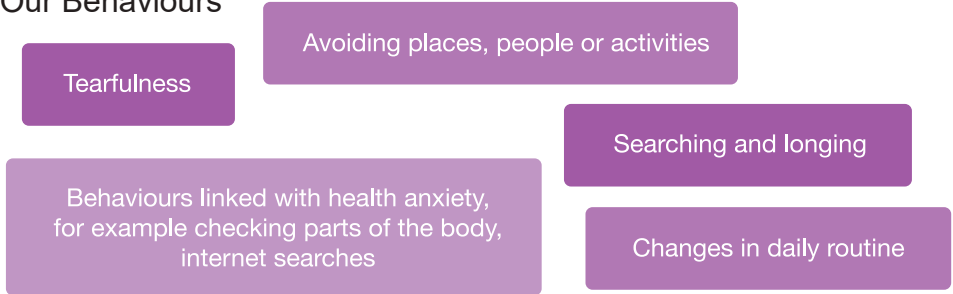 Our Behaviours
Avoiding places, people or activities
Tearfulness
Searching and longing
Behaviours linked with health anxiety,
for example checking parts of the body,
internet searches
Changes in daily routine